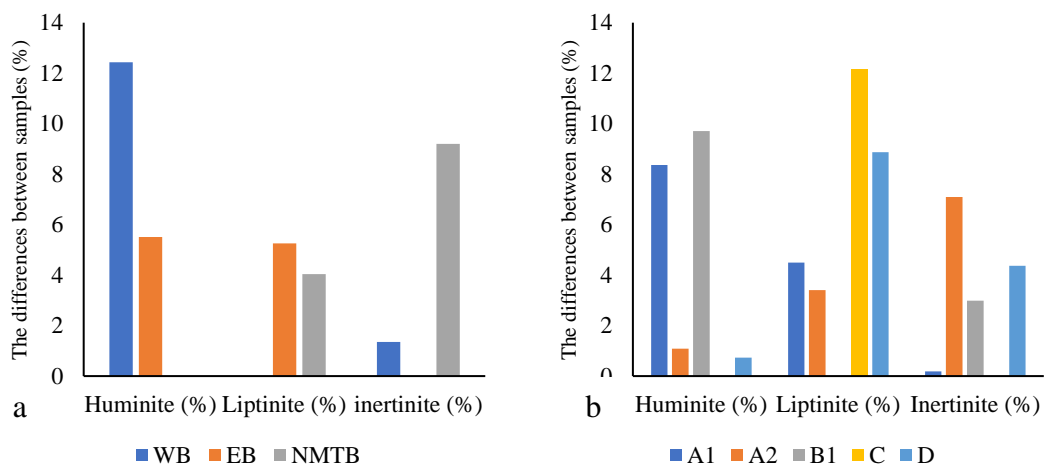 The differences between samples (%)
14
12
10
8
6
4
2
0
Huminite (%) Liptinite (%) inertinite (%)
a
WB EB NMTB
The differences between samples (%)
14
12
10
8
6
4
2
0
Huminite (%) Liptinite (%) Inertinite (%)
b
A1 A2 B1 C D